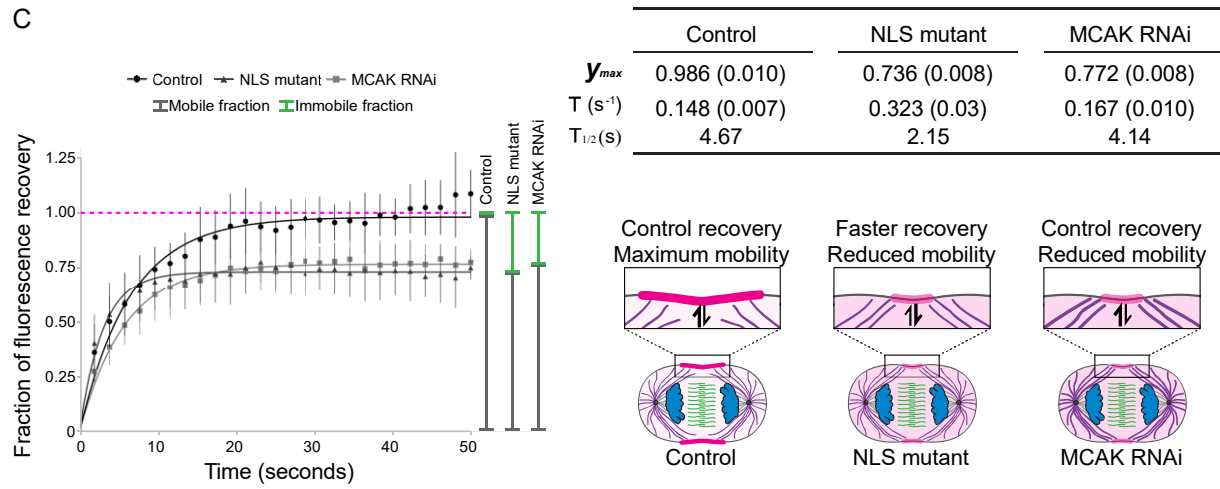 C
Control NLS mutant MCAK RNAi
Mobile fraction Immobile fraction
Fraction of fluorescence recovery
1.25
1.00
0.75
0.50
0.25
0
0 10 20 30 40 50
Time (seconds)
Control
NLS mutant
MCAK RNAi
Control NLS mutant MCAK RNAi
ymax 0.986 (0.010) 0.736 (0.008) 0.772 (0.008)
T (s-1) 0.148 (0.007) 0.323 (0.03) 0.167 (0.010)
T1/2 (s) 4.67 2.15 4.14
Control recovery Faster recovery Control recovery
Maximum mobility Reduced mobility Reduced mobility
Control NLS mutant MCAK RNAi